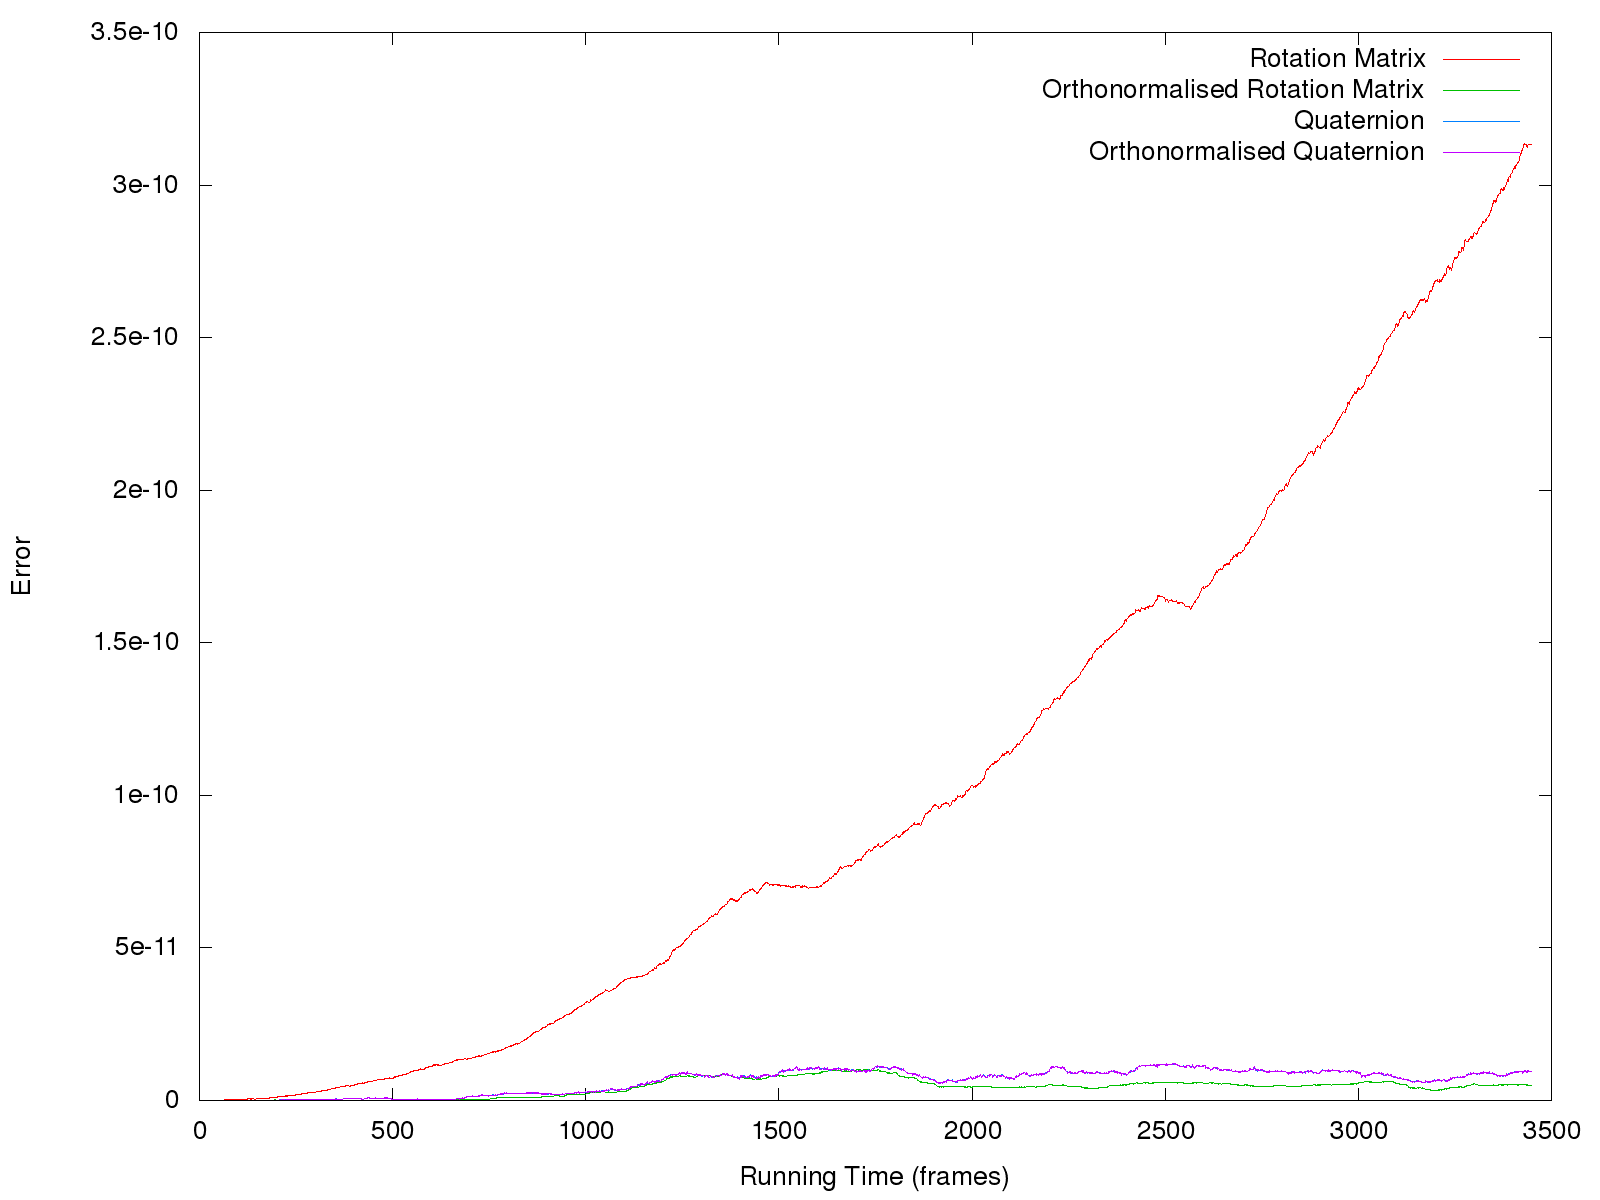 3.5e-10
3e-10
2.5e-10
2e-10
1.5e-10
1e-10
5e-11
0
Error
Rotation Matrix
Orthonormalised Rotation Matrix
Quaternion
Orthonormalised Quaternion
0 500 1000 1500 2000 2500 3000 3500
Running Time (frames)